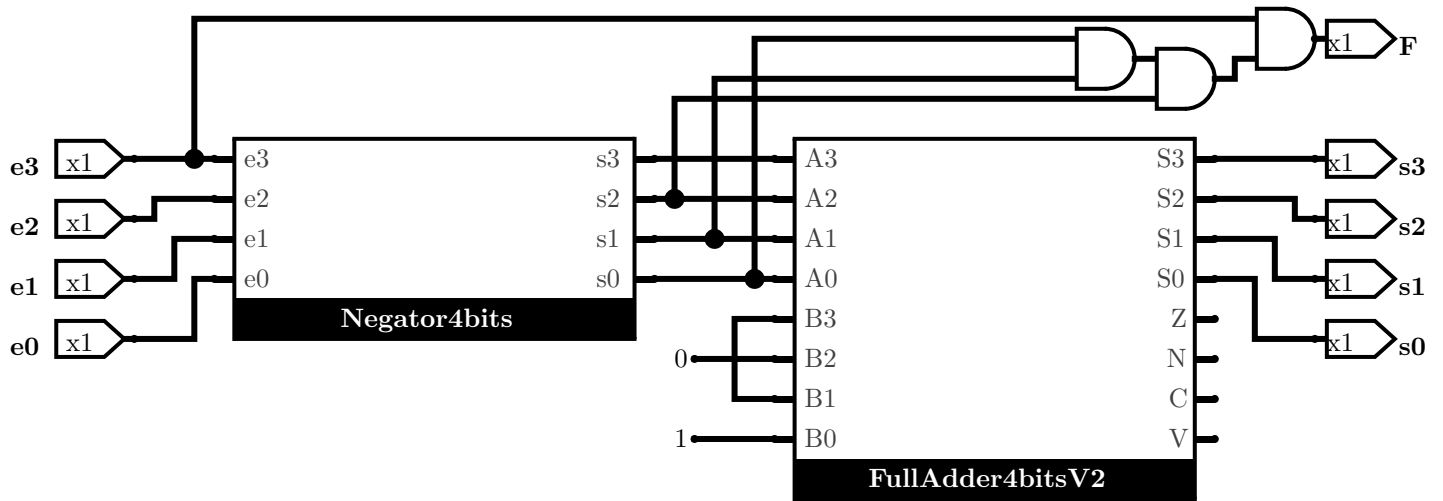 x1 F
e3 x1 e3 s3 A3 S3 x1 s3
e2 x1 e2 s2 A2 S2 x1 s2
e1 x1 e1 s1 A1 S1 x1 s1
e0 x1 e0 s0 A0 S0 x1 s0
Negator4bits
B3 Z
0 B2 N
B1 C
1 B0 V
FullAdder4bitsV2